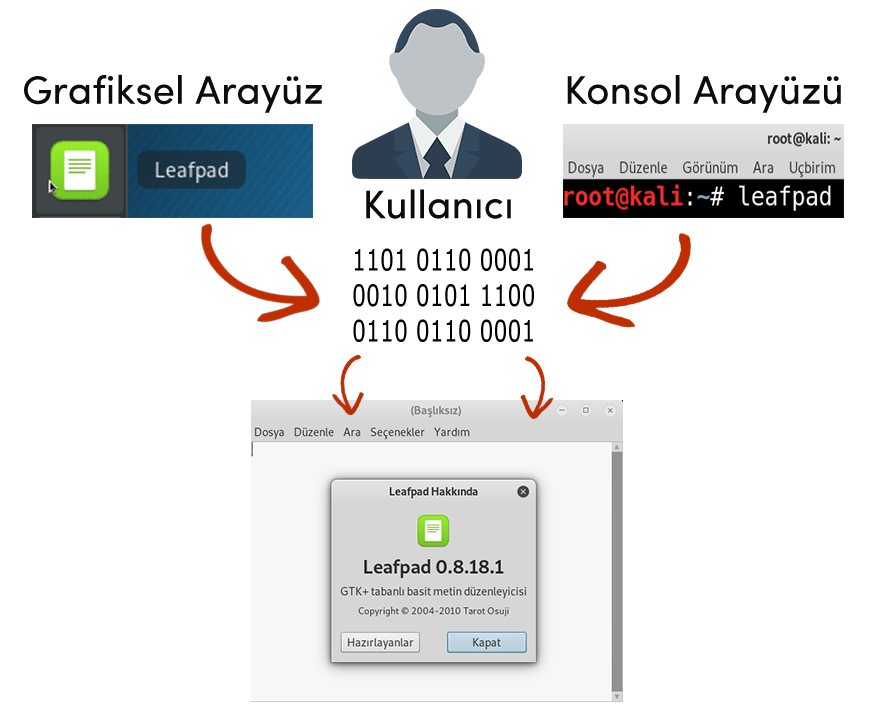 Grafiksel Arayüz
Leafpad
Kullanıcı
Konsol Arayüzü
root@kali: ~
Dosya Düzenle Görünüm Ara Uçbirim
root@kali:~# leafpad
1101 0110 0001
0010 0101 1100
0110 0110 0001
(Başlıksız)
Dosya Düzenle Ara Seçenekler Yardım
Leafpad Hakkında
Leafpad 0.8.18.1
GTK+ tabanlı basit metin düzenleyicisi
Copyright © 2004-2010 Tarot Osuji
Hazırlayanlar Kapat